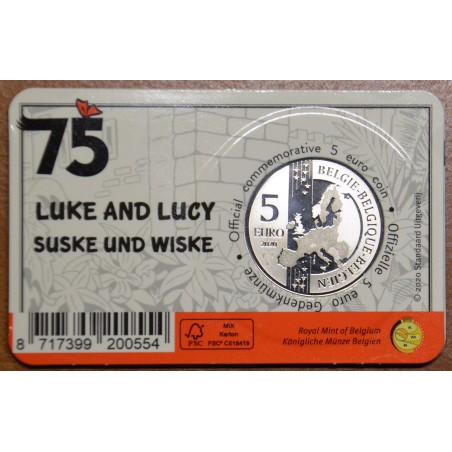 75
LUKE AND LUCY
SUSKE UND WISKE
Official commemorative 5 euro coin
Offizielle 5 euro Gedenkmünze
BELGIE-BELGIQUE-BELGIEN
5
EURO
2020
© 2020 Standaard Uitgeverij
8 717399 200554
FSC
MIX
Karton
FSC® C018419
Royal Mint of Belgium
Königliche Münze Belgien